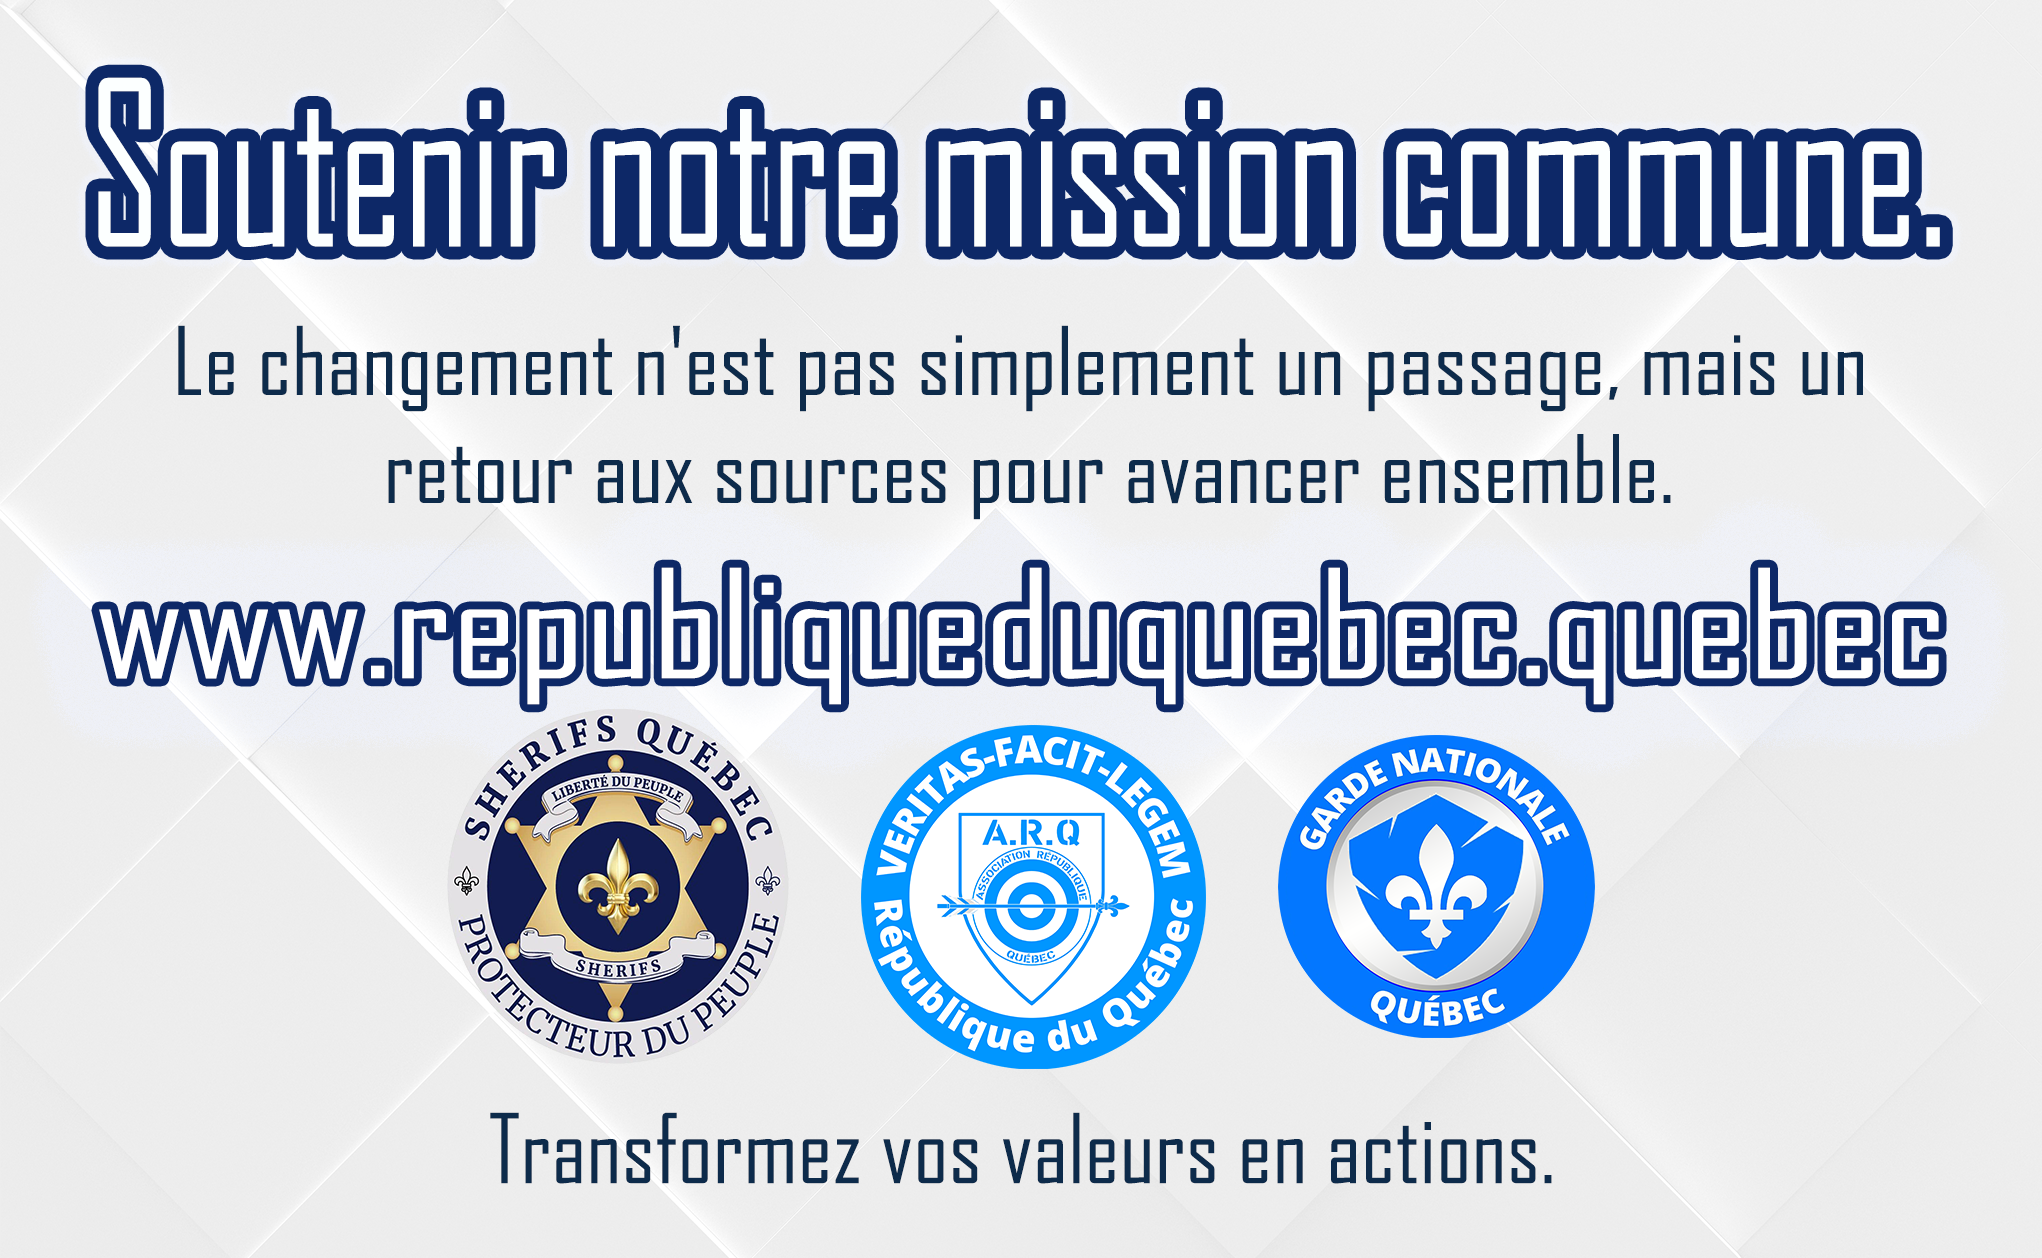 Soutenir notre mission commune.
Le changement n'est pas simplement un passage, mais un
retour aux sources pour avancer ensemble.
www.republiqueduquebec.quebec
SHERIFS QUÉBEC
LIBERTÉ DU PEUPLE
SHERIFS
PROTECTEUR DU PEUPLE
VERITAS-FACIT-LEGEM
A.R.Q
ASSOCIATION RÉPUBLIQUE
QUÉBEC
République du Québec
GARDE NATIONALE
QUÉBEC
Transformez vos valeurs en actions.